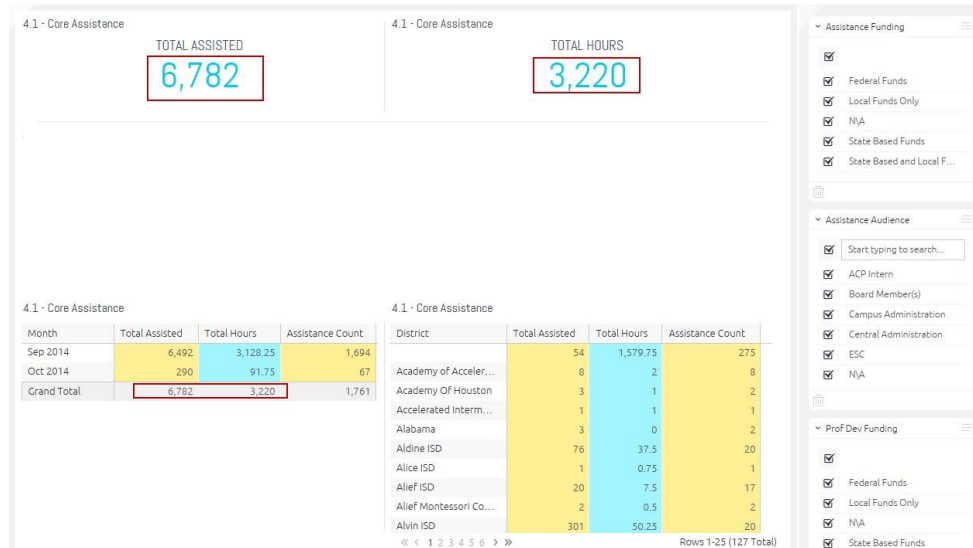 4.1 - Core Assistance
TOTAL ASSISTED
6,782
4.1 - Core Assistance
TOTAL HOURS
3,220
4.1 - Core Assistance
Month Total Assisted Total Hours Assistance Count
Sep 2014 6,492 3,128.25 1,694
Oct 2014 290 91.75 67
Grand Total 6,782 3,220 1,761
4.1 - Core Assistance
District Total Assisted Total Hours Assistance Count
54 1,579.75 275
Academy of Acceler... 8 2 8
Academy Of Houston 3 1 2
Accelerated Interm... 1 1 1
Alabama 3 0 2
Aldine ISD 76 37.5 20
Alice ISD 1 0.75 1
Alief ISD 20 7.5 17
Alief Montessori Co... 2 0.5 2
Alvin ISD 301 50.25 20
« < 1 2 3 4 5 6 > » Rows 1-25 (127 Total)
Assistance Funding
Federal Funds
Local Funds Only
N\A
State Based Funds
State Based and Local F...
Assistance Audience
Start typing to search...
ACP Intern
Board Member(s)
Campus Administration
Central Administration
ESC
N\A
Prof Dev Funding
Federal Funds
Local Funds Only
N\A
State Based Funds